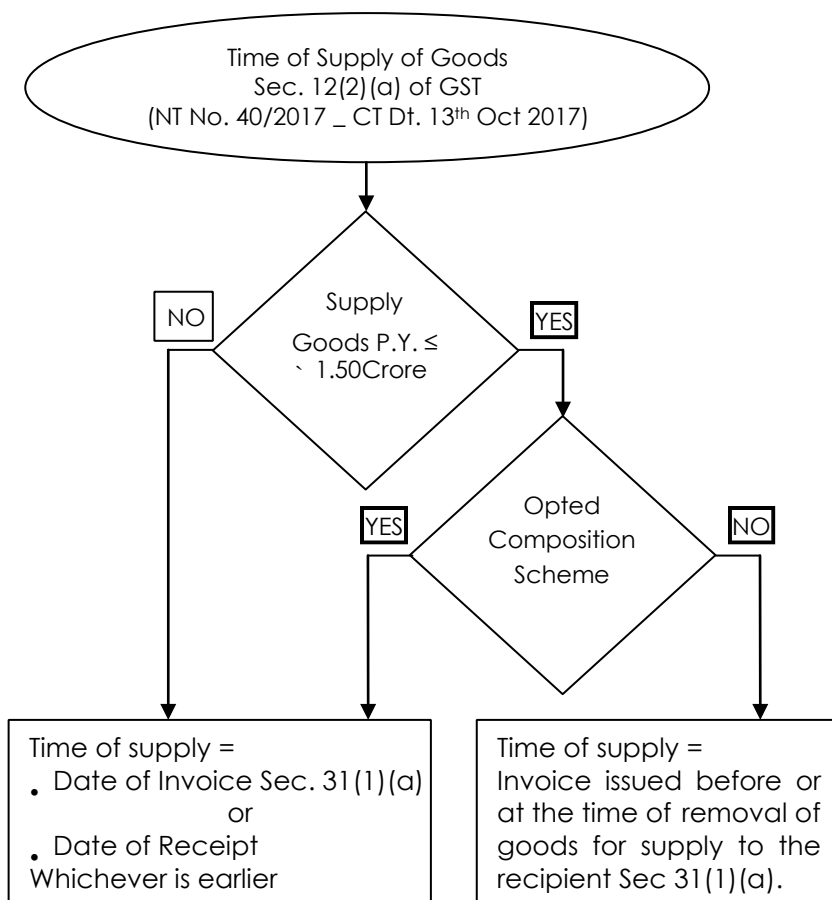 Time of Supply of Goods
Sec. 12(2)(a) of GST
(NT No. 40/2017 _ CT Dt. 13th Oct 2017)
Supply
Goods P.Y. ≤
` 1.50Crore
NO
YES
Opted
Composition
Scheme
YES
NO
Time of supply =
• Date of Invoice Sec. 31(1)(a)
or
• Date of Receipt
Whichever is earlier
Time of supply =
Invoice issued before or
at the time of removal of
goods for supply to the
recipient Sec 31(1)(a).